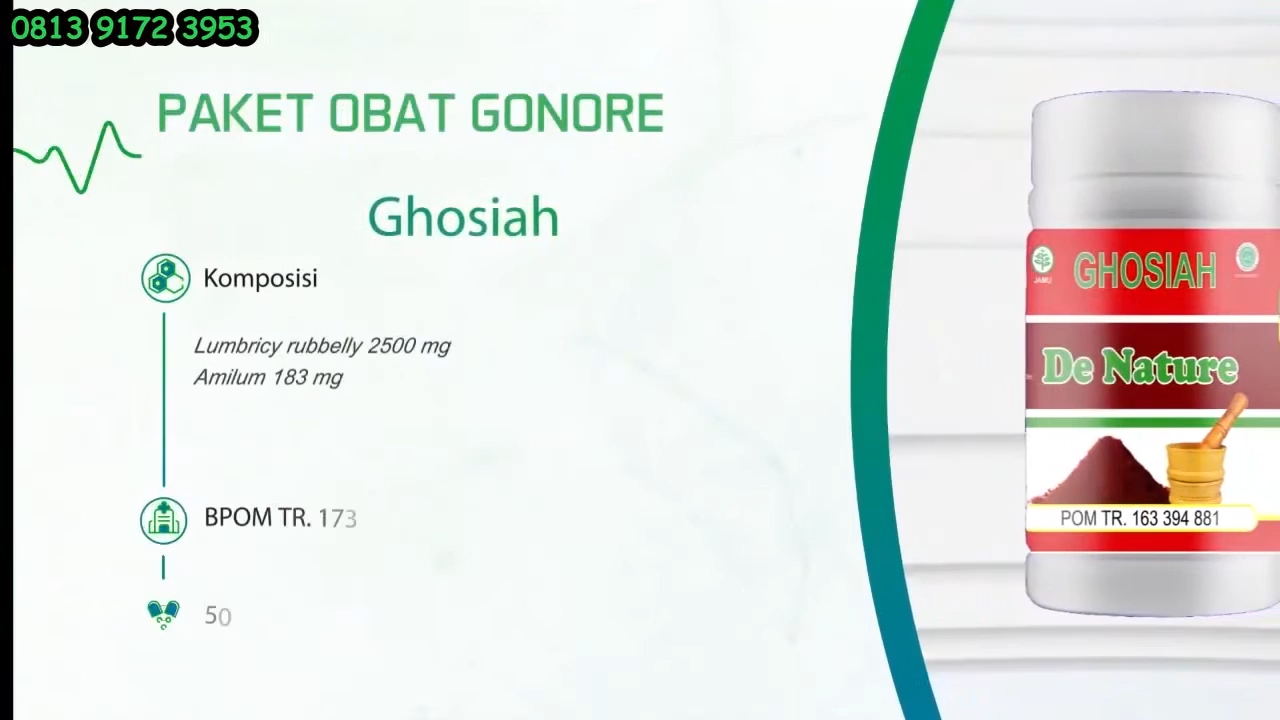 0813 9172 3953
PAKET OBAT GONORE
Ghosiah
Komposisi
Lumbricy rubbelly 2500 mg
Amilum 183 mg
BPOM TR. 173
50
JAMU
GHOSIAH
De Nature
POM TR. 163 394 881